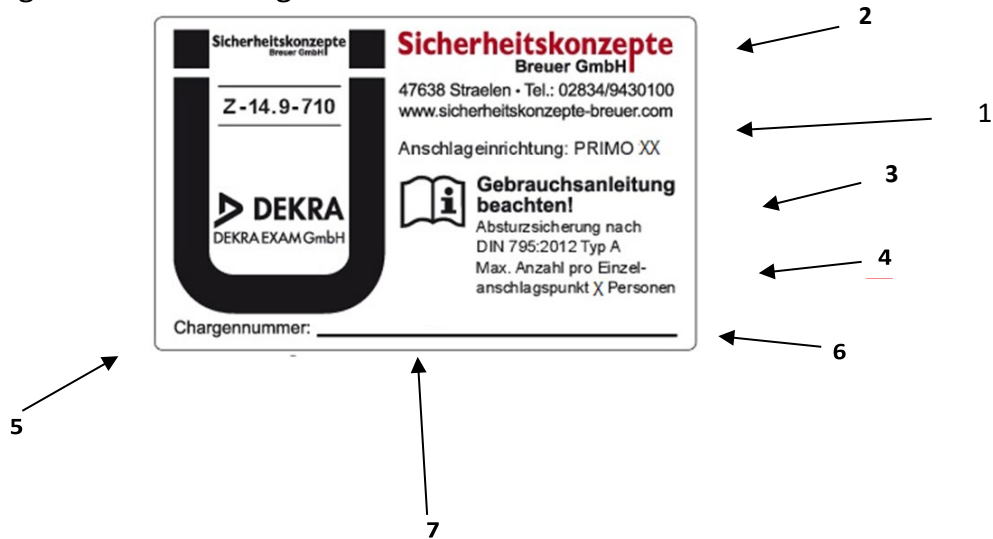 Sicherheitskonzepte
Breuer GmbH
Z-14.9-710
DEKRA
DEKRA EXAM GmbH
Sicherheitskonzepte
Breuer GmbH
47638 Straelen • Tel.: 02834/9430100
www.sicherheitskonzepte-breuer.com
Anschlageinrichtung: PRIMO XX
Gebrauchsanleitung
beachten!
Absturzsicherung nach
DIN 795:2012 Typ A
Max. Anzahl pro Einzel-
anschlagspunkt X Personen
Chargennummer:
2
1
3
4
6
5
7